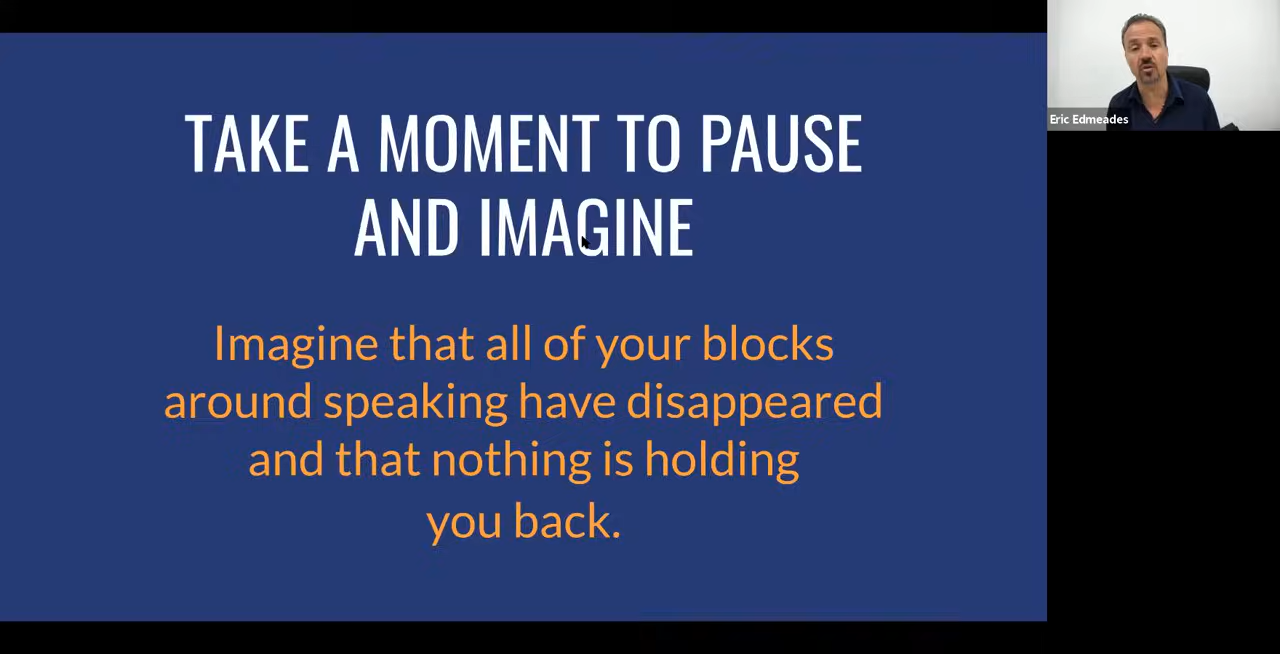 TAKE A MOMENT TO PAUSE
AND IMAGINE
Imagine that all of your blocks
around speaking have disappeared
and that nothing is holding
you back.
Eric Edmeades